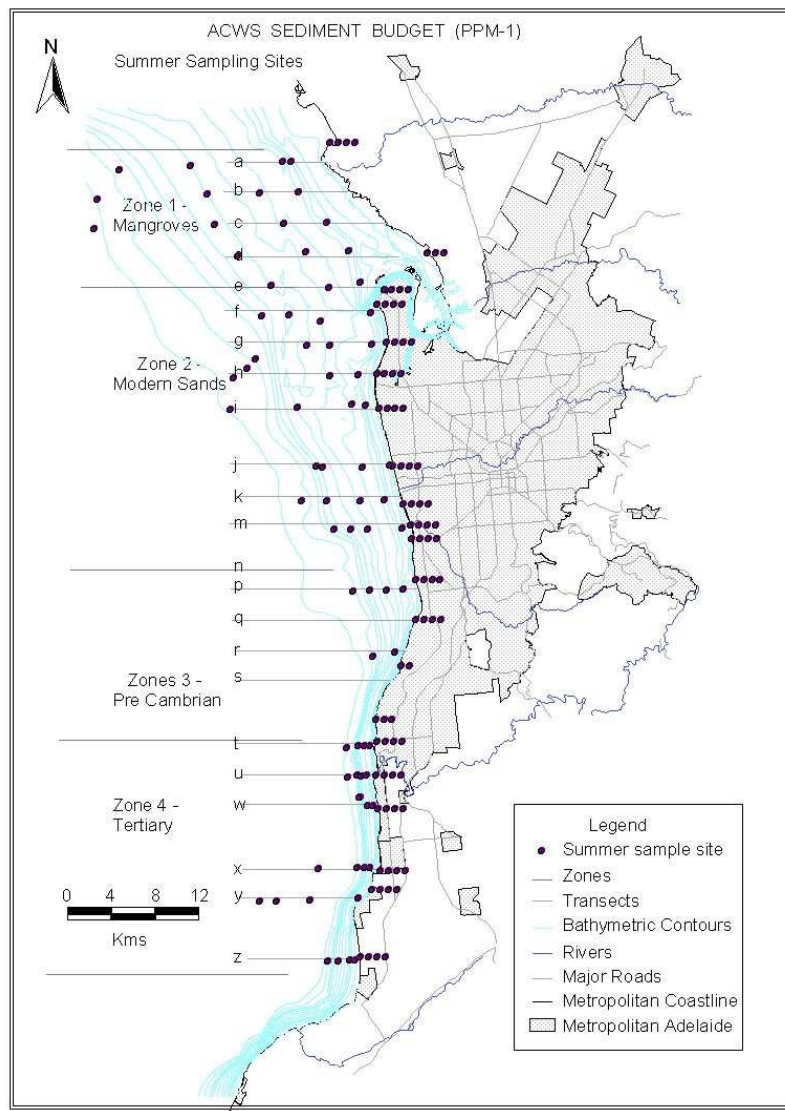 ACWS SEDIMENT BUDGET (PPM-1)
N
Summer Sampling Sites
a
b
Zone 1 -
Mangroves
c
d
e
f
g
Zone 2 -
Modern Sands
h
i
j
k
m
n
p
q
r
Zones 3 -
Pre Cambrian
s
t
u
Zone 4 -
Tertiary
w
x
y
z
0 4 8 12
Kms
Legend
Summer sample site
Zones
Transects
Bathymetric Contours
Rivers
Major Roads
Metropolitan Coastline
Metropolitan Adelaide